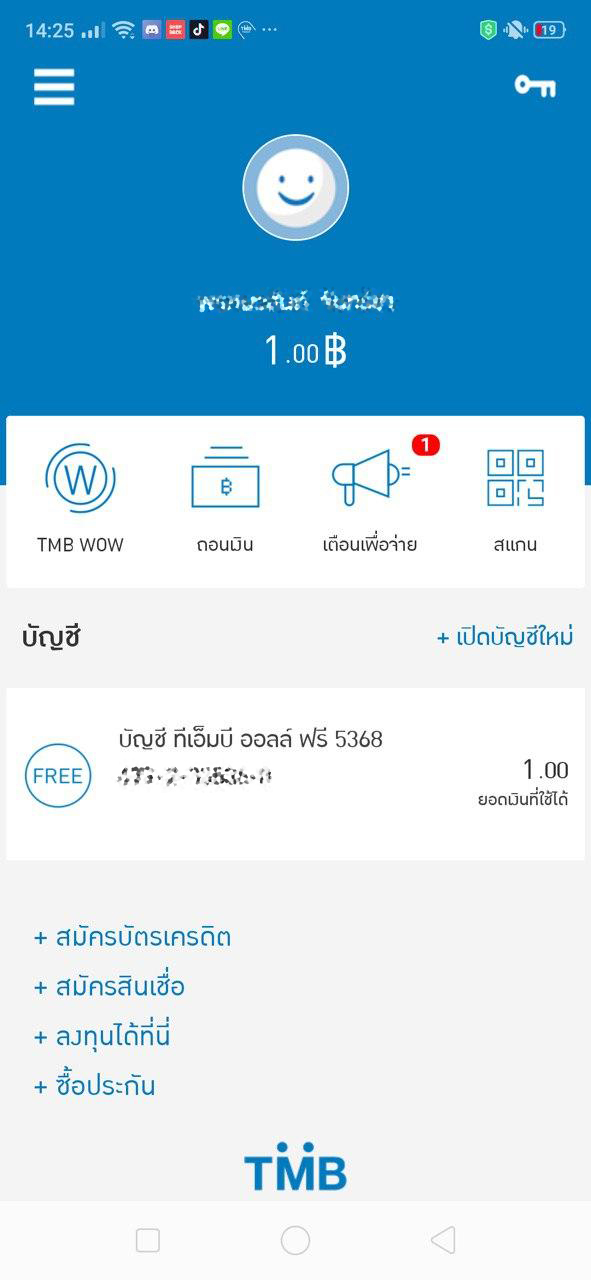 14:25 SHOP BACK LINE TMB ... $ 19
1.00฿
W ฿ 1
TMB WOW ถอนเงิน เตือนเพื่อจ่าย สแกน
บัญชี + เปิดบัญชีใหม่
บัญชี ทีเอ็มบี ออลล์ ฟรี 5368
FREE 1.00
ยอดเงินที่ใช้ได้
+ สมัครบัตรเครดิต
+ สมัครสินเชื่อ
+ ลงทุนได้ที่นี่
+ ซื้อประกัน
TMB